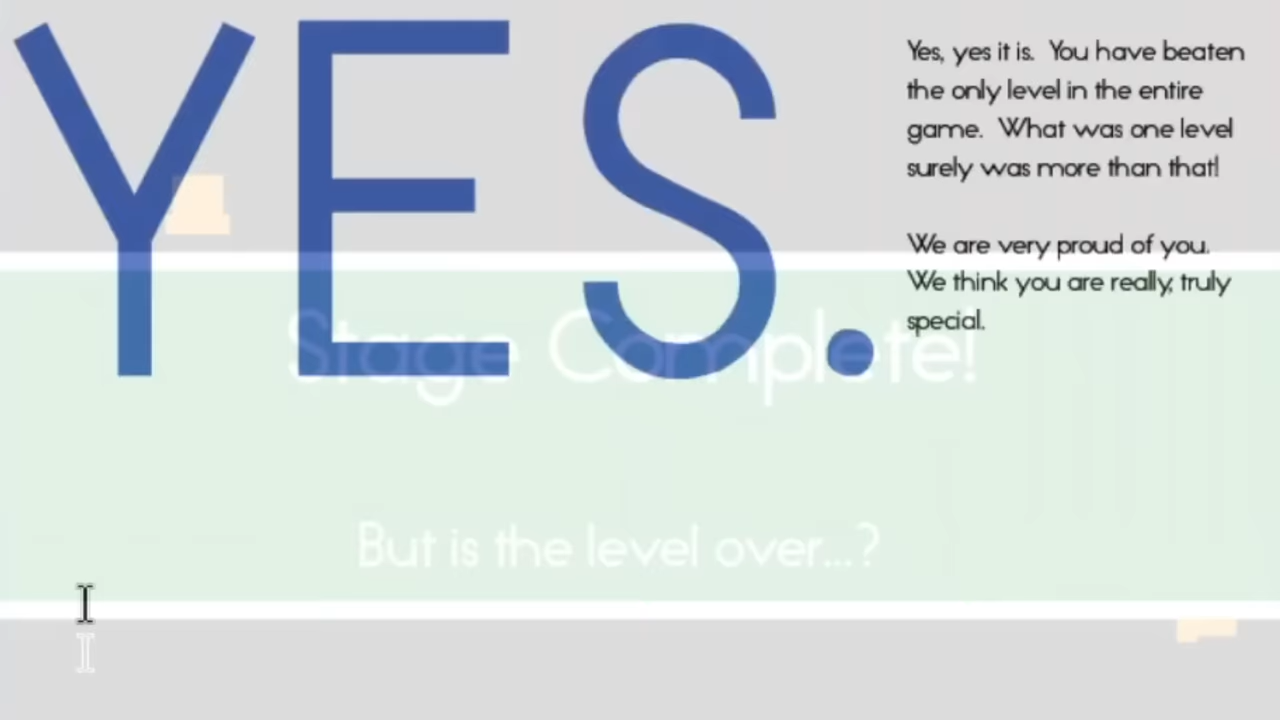 YES.
Yes, yes it is. You have beaten
the only level in the entire
game. What was one level
surely was more than that!
We are very proud of you.
We think you are really, truly
special.
Stage Complete!
But is the level over...?